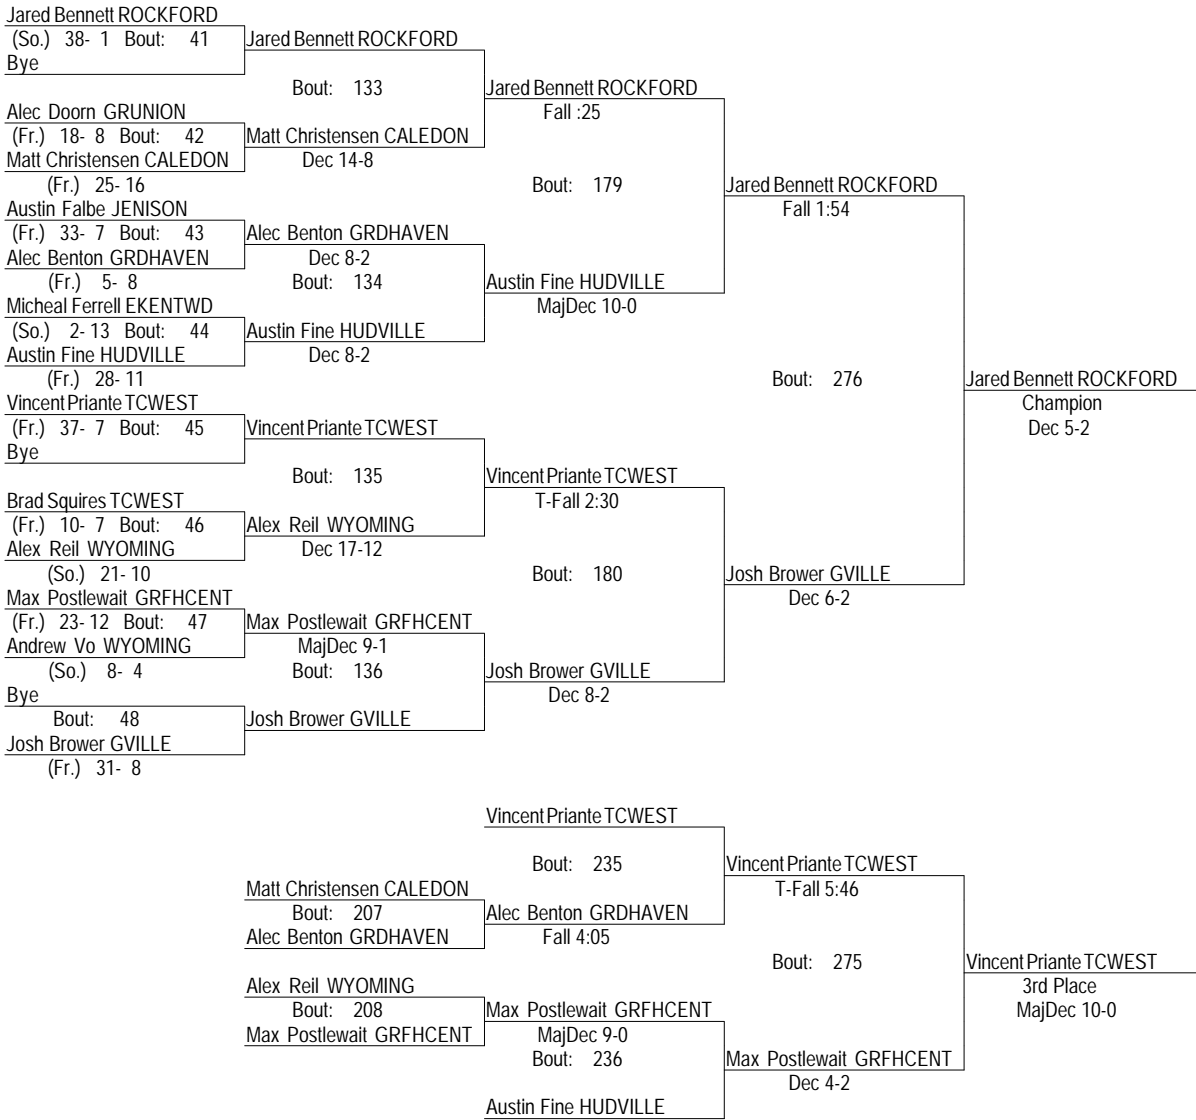 Jared Bennett ROCKFORD
(So.) 38- 1 Bout: 41
Bye
Jared Bennett ROCKFORD
Bout: 133
Alec Doorn GRUNION
(Fr.) 18- 8 Bout: 42
Matt Christensen CALEDON
(Fr.) 25- 16
Matt Christensen CALEDON
Dec 14-8
Jared Bennett ROCKFORD
Fall :25
Bout: 179
Austin Falbe JENISON
(Fr.) 33- 7 Bout: 43
Alec Benton GRDHAVEN
(Fr.) 5- 8
Alec Benton GRDHAVEN
Dec 8-2
Bout: 134
Micheal Ferrell EKENTWD
(So.) 2- 13 Bout: 44
Austin Fine HUDVILLE
(Fr.) 28- 11
Austin Fine HUDVILLE
Dec 8-2
Austin Fine HUDVILLE
MajDec 10-0
Jared Bennett ROCKFORD
Fall 1:54
Bout: 276
Vincent Priante TCWEST
(Fr.) 37- 7 Bout: 45
Bye
Vincent Priante TCWEST
Bout: 135
Brad Squires TCWEST
(Fr.) 10- 7 Bout: 46
Alex Reil WYOMING
(So.) 21- 10
Alex Reil WYOMING
Dec 17-12
Vincent Priante TCWEST
T-Fall 2:30
Bout: 180
Max Postlewait GRFHCENT
(Fr.) 23- 12 Bout: 47
Andrew Vo WYOMING
(So.) 8- 4
Max Postlewait GRFHCENT
MajDec 9-1
Bout: 136
Bye
Bout: 48
Josh Brower GVILLE
(Fr.) 31- 8
Josh Brower GVILLE
Josh Brower GVILLE
Dec 8-2
Josh Brower GVILLE
Dec 6-2
Jared Bennett ROCKFORD
Champion
Dec 5-2
Vincent Priante TCWEST
Bout: 235
Matt Christensen CALEDON
Bout: 207
Alec Benton GRDHAVEN
Alec Benton GRDHAVEN
Fall 4:05
Vincent Priante TCWEST
T-Fall 5:46
Bout: 275
Alex Reil WYOMING
Bout: 208
Max Postlewait GRFHCENT
Max Postlewait GRFHCENT
MajDec 9-0
Bout: 236
Austin Fine HUDVILLE
Max Postlewait GRFHCENT
Dec 4-2
Vincent Priante TCWEST
3rd Place
MajDec 10-0